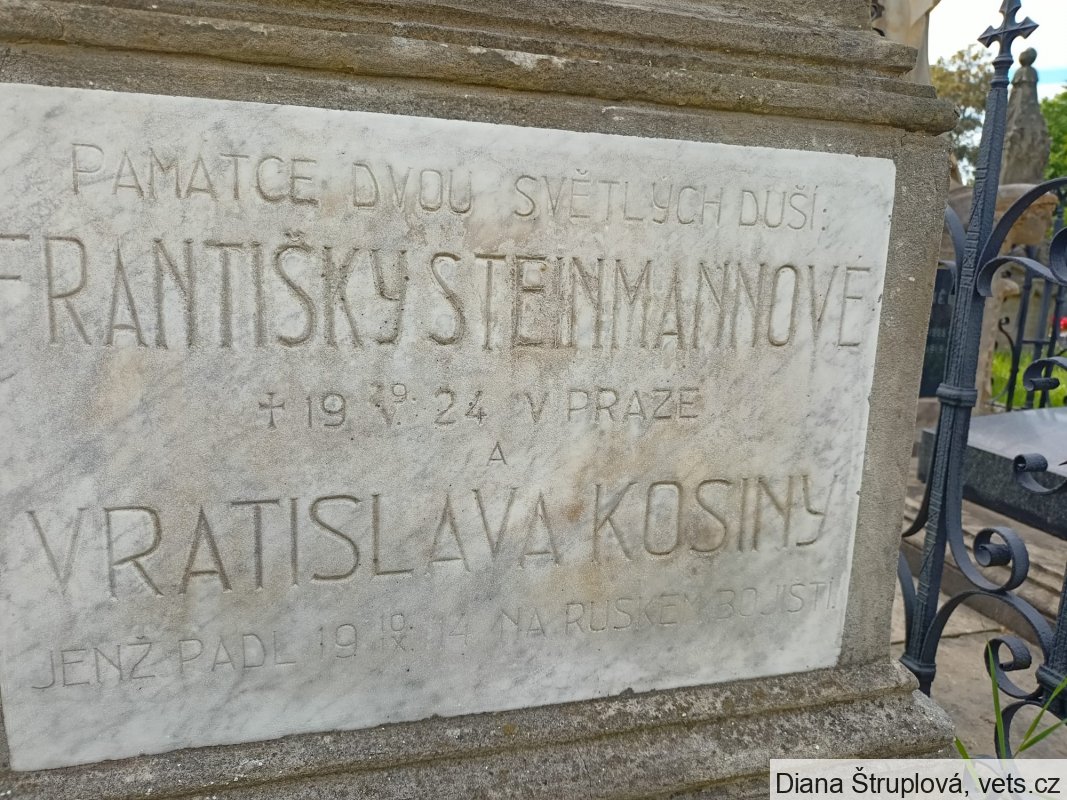 PAMÁTCE DVOU SVĚTLÝCH DUŠÍ:
FRANTIŠKY STEINMANNOVÉ
✝ 19 29/V. 24 V PRAZE
A
VRATISLAVA KOSINY
JENŽ PADL 19 10/IX. 14 NA RUSKÉM BOJIŠTI.
Diana Štruplová, vets.cz